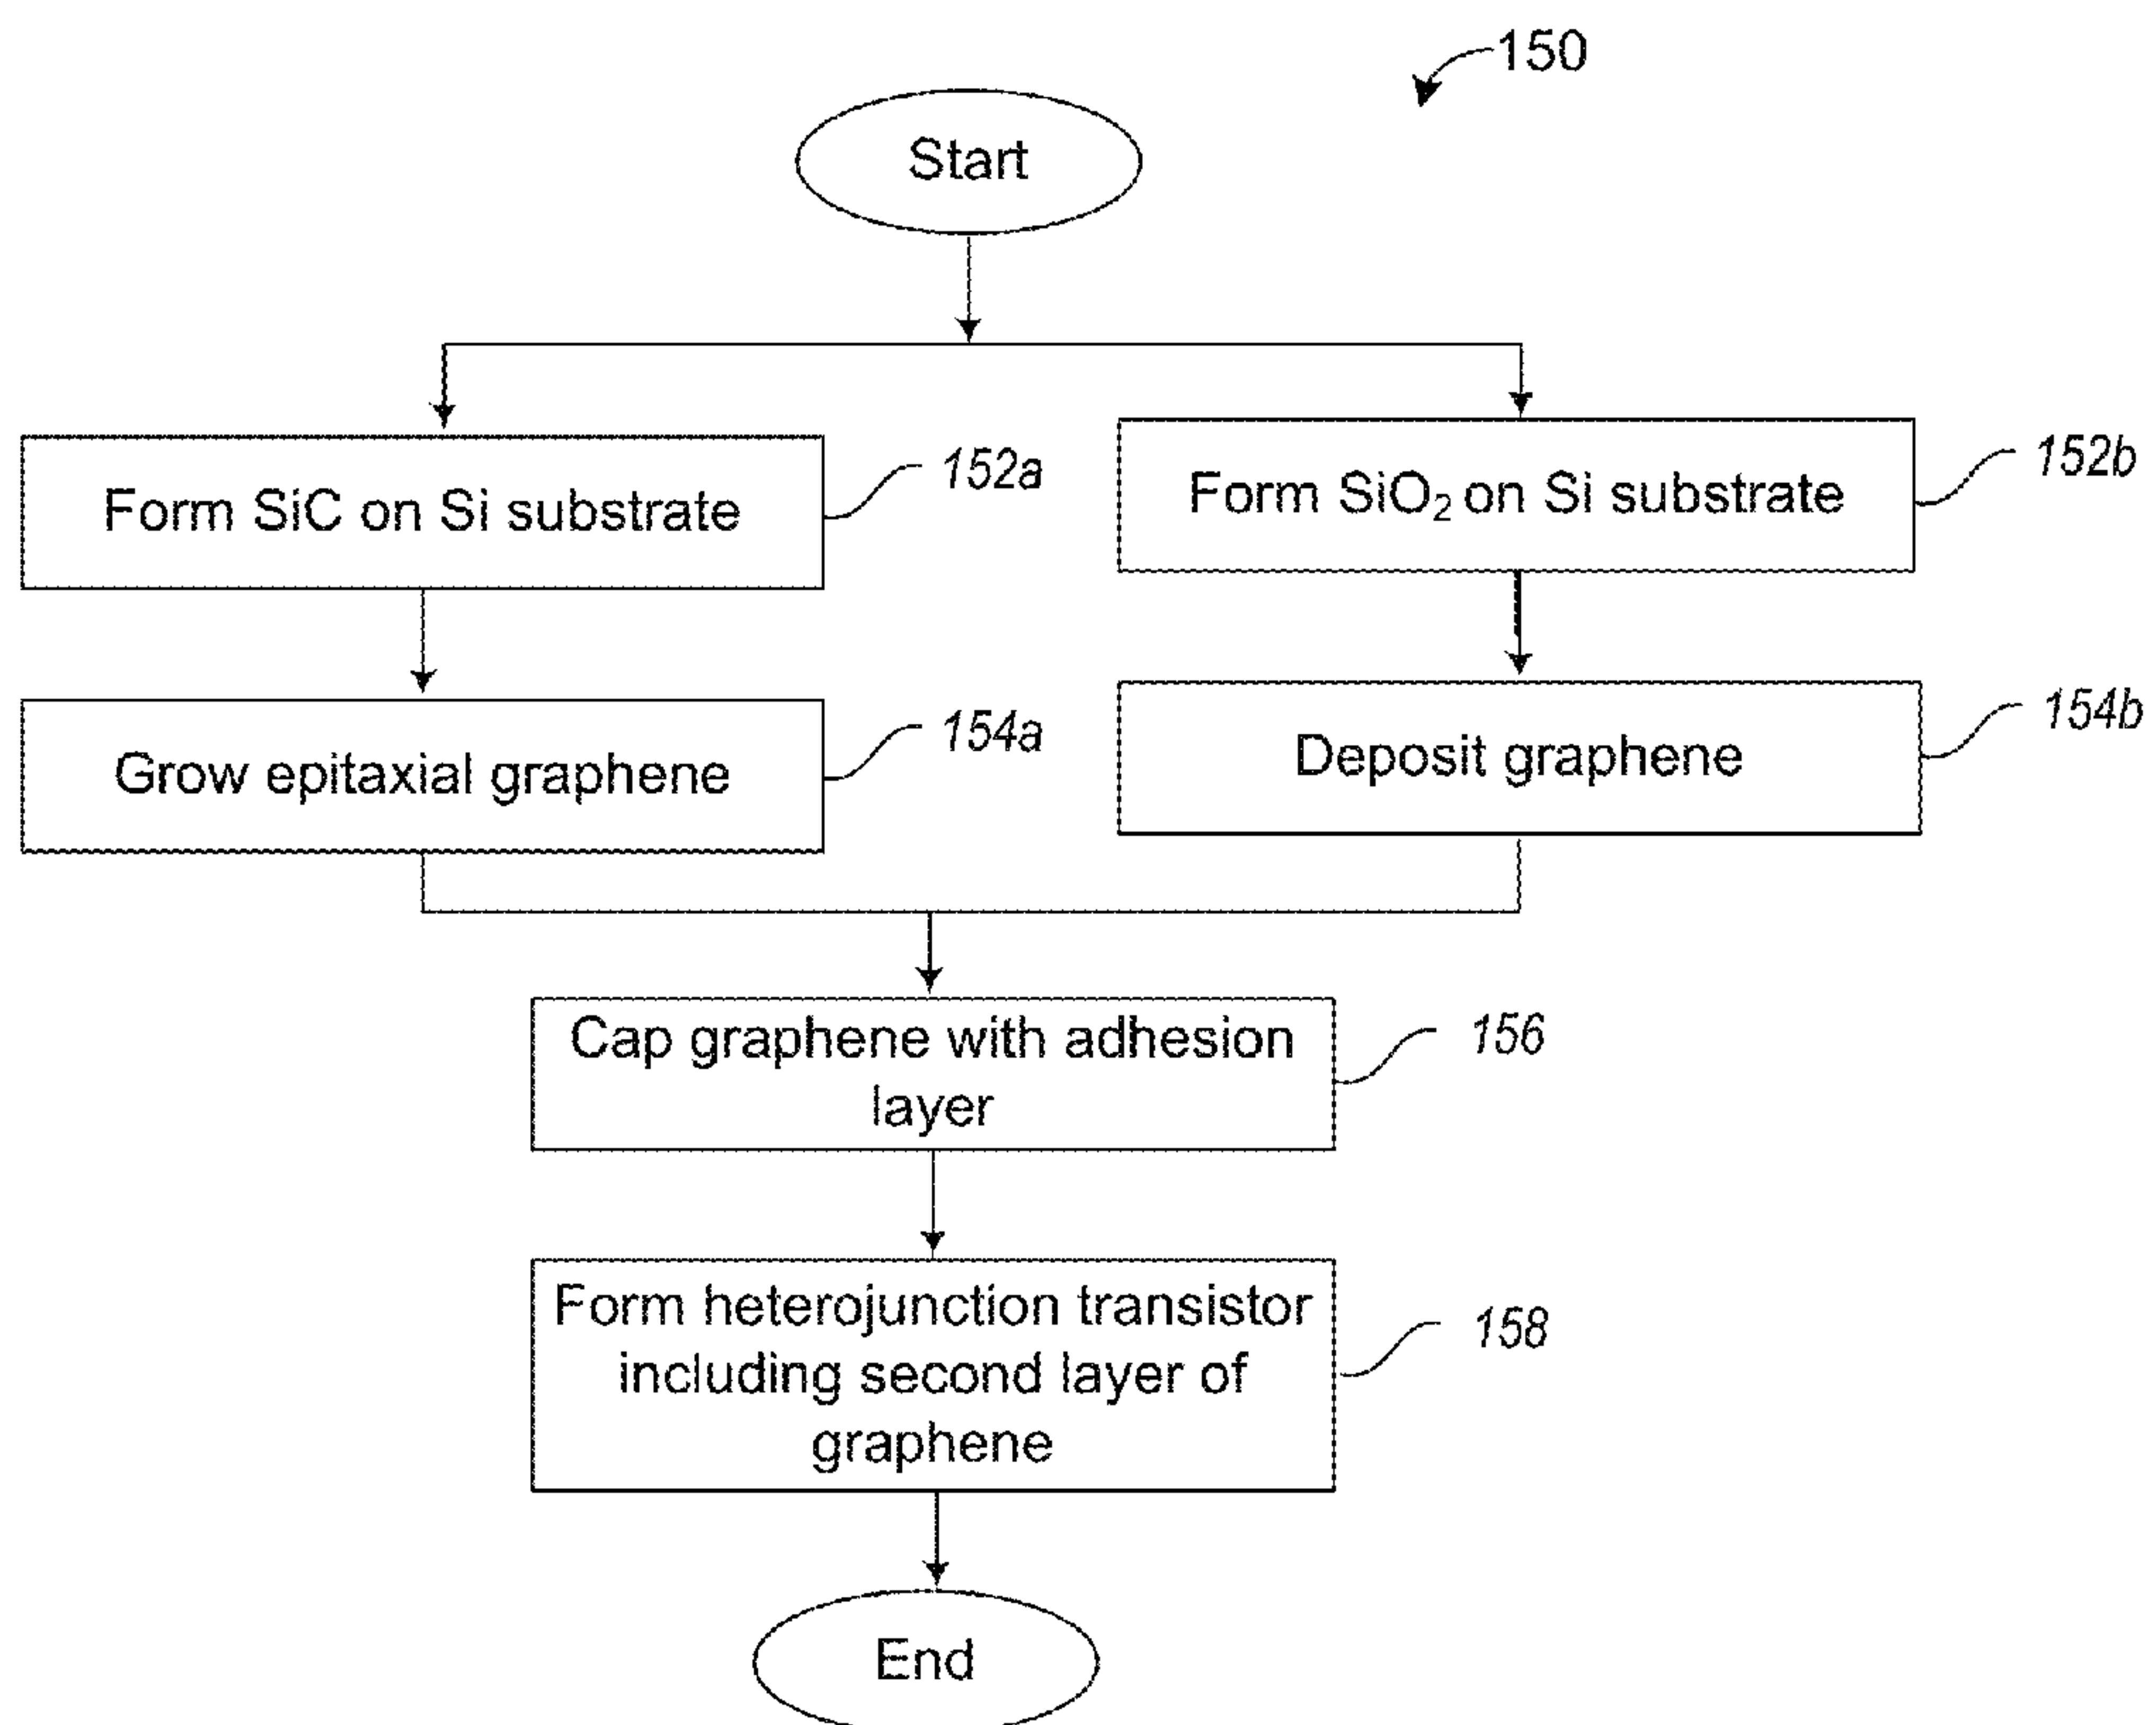 150
Start
Form SiC on Si substrate
152a
Form SiO₂ on Si substrate
152b
Grow epitaxial graphene
154a
Deposit graphene
154b
Cap graphene with adhesion
layer
156
Form heterojunction transistor
including second layer of
graphene
158
End